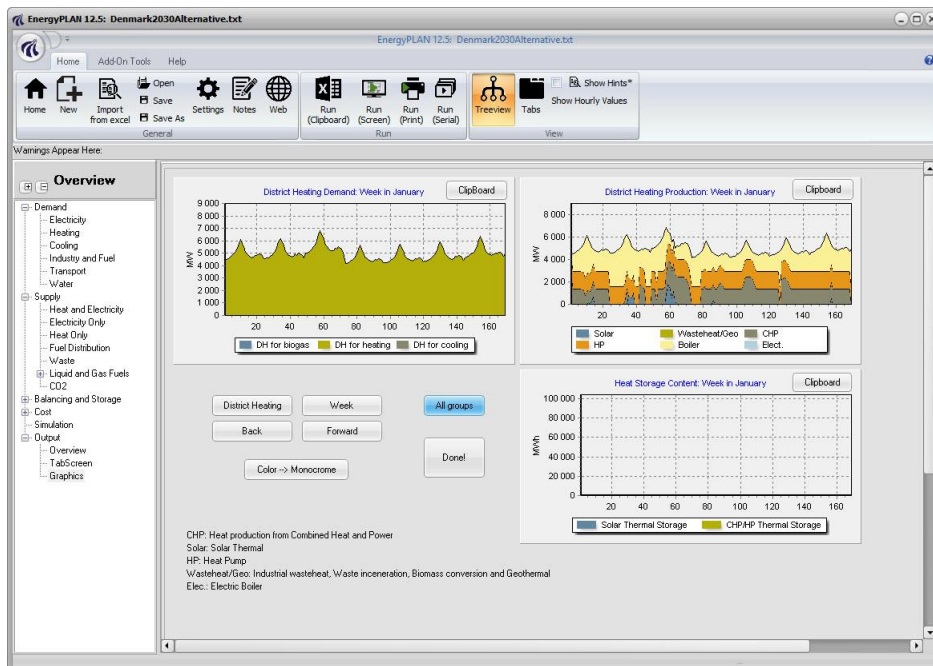 EnergyPLAN 12.5: Denmark2030Alternative.txt
EnergyPLAN 12.5: Denmark2030Alternative.txt
Home Add-On Tools Help
Home New Import from excel Open Save Save As Settings Notes Web
General
Run (Clipboard) Run (Screen) Run (Print) Run (Serial)
Run
Treeview Tabs Show Hints* Show Hourly Values
View
Warnings Appear Here:
Overview
Demand
Electricity
Heating
Cooling
Industry and Fuel
Transport
Water
Supply
Heat and Electricity
Electricity Only
Heat Only
Fuel Distribution
Waste
Liquid and Gas Fuels
CO2
Balancing and Storage
Cost
Simulation
Output
Overview
TabScreen
Graphics
District Heating Demand: Week in January ClipBoard
MW
9 000
8 000
7 000
6 000
5 000
4 000
3 000
2 000
1 000
0
20 40 60 80 100 120 140 160
DH for biogas DH for heating DH for cooling
District Heating Production: Week in January Clipboard
MW
8 000
6 000
4 000
2 000
0
20 40 60 80 100 120 140 160
Solar Wasteheat/Geo CHP
HP Boiler Elect.
District Heating Week All groups
Back Forward
Color --> Monocrome Done!
Heat Storage Content: Week in January Clipboard
MWh
100 000
80 000
60 000
40 000
20 000
0
20 40 60 80 100 120 140 160
Solar Thermal Storage CHP/HP Thermal Storage
CHP: Heat production from Combined Heat and Power
Solar: Solar Thermal
HP: Heat Pump
Wasteheat/Geo: Industrial wasteheat, Waste inceneration, Biomass conversion and Geothermal
Elec.: Electric Boiler